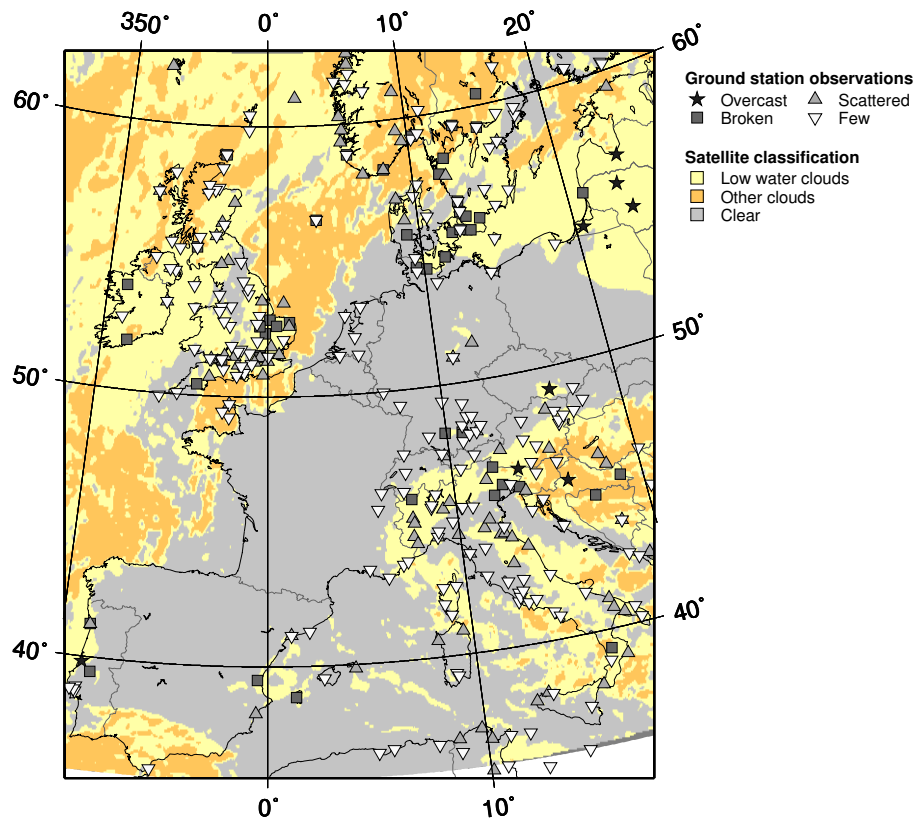 350° 0° 10° 20°
60°
60°
Ground station observations
Overcast Scattered
Broken Few
Satellite classification
Low water clouds
Other clouds
Clear
50°
50°
40°
40°
0° 10°